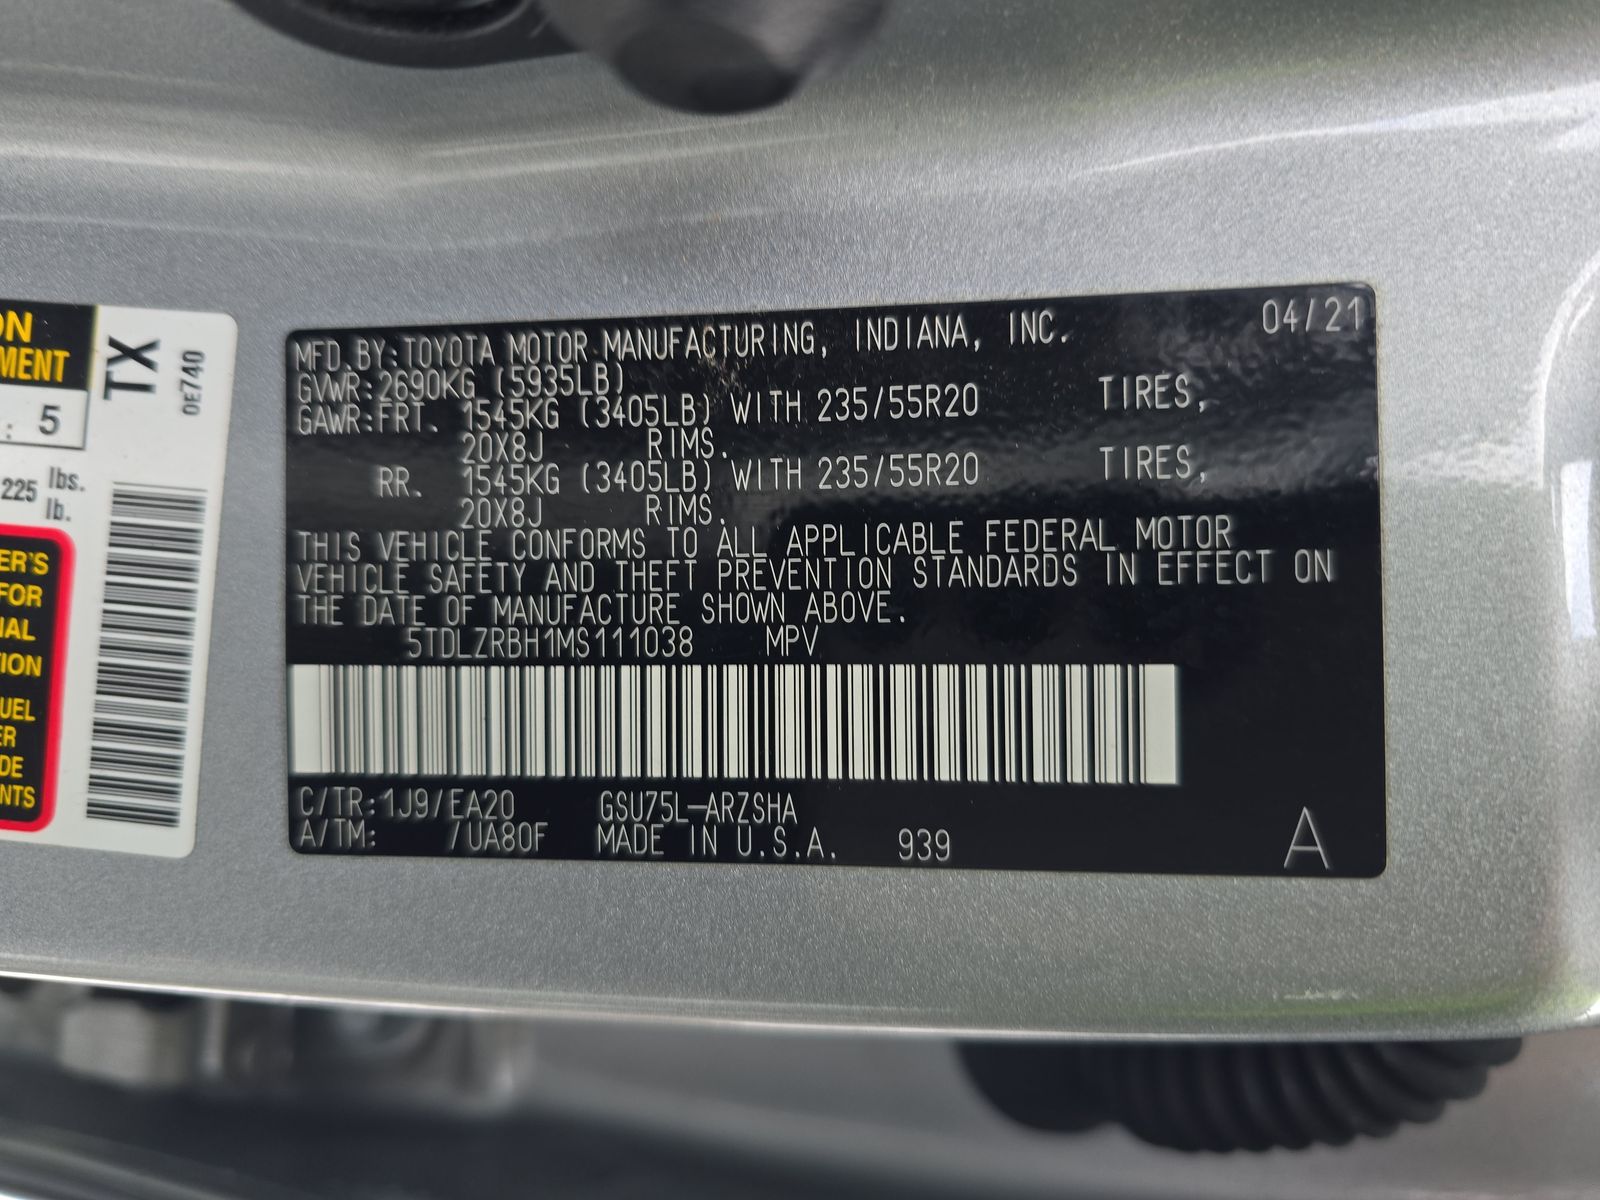 MFD.BY:TOYOTA MOTOR MANUFACTURING, INDIANA, INC. 04/21
GVWR:2690KG (5935LB)
GAWR:FRT. 1545KG (3405LB) WITH 235/55R20 TIRES,
20X8J RIMS.
RR. 1545KG (3405LB) WITH 235/55R20 TIRES,
20X8J RIMS.
THIS VEHICLE CONFORMS TO ALL APPLICABLE FEDERAL MOTOR
VEHICLE SAFETY AND THEFT PREVENTION STANDARDS IN EFFECT ON
THE DATE OF MANUFACTURE SHOWN ABOVE.
5TDLZRBH1MS111038 MPV
C/TR:1J9/EA20 GSU75L-ARZSHA
A/TM: /UA80F MADE IN U.S.A. 939 A
ON
MENT
: 5
225 lbs.
lb.
ER'S
FOR
IAL
TION
UEL
ER
DE
NTS
TX
0E740